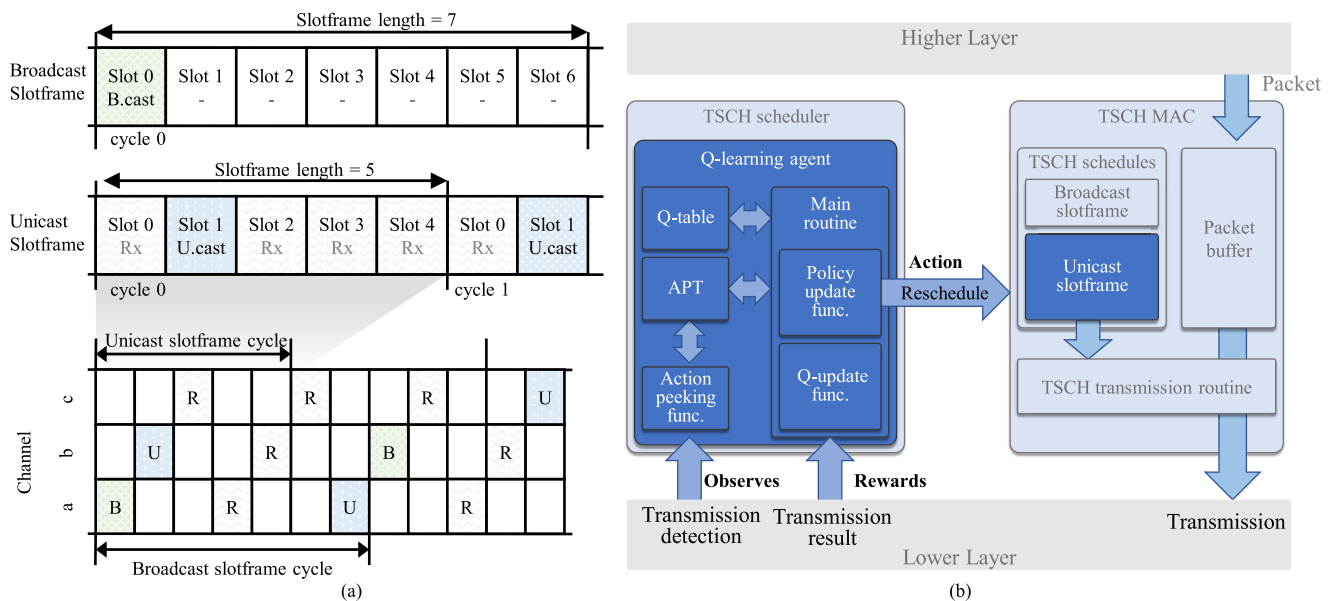 Slotframe length = 7
Broadcast
Slotframe
Slot 0 Slot 1 Slot 2 Slot 3 Slot 4 Slot 5 Slot 6
B.cast - - - - - -
cycle 0
Slotframe length = 5
Unicast
Slotframe
Slot 0 Slot 1 Slot 2 Slot 3 Slot 4 Slot 0 Slot 1
Rx U.cast Rx Rx Rx Rx U.cast
cycle 0 cycle 1
Unicast slotframe cycle
Channel
c R R R U
b U R B R
a B R U R
Broadcast slotframe cycle
(a)
Higher Layer
Packet
TSCH scheduler
Q-learning agent
Q-table
APT
Action
peeking
func.
Main
routine
Policy
update
func.
Q-update
func.
Action
Reschedule
TSCH MAC
TSCH schedules
Broadcast
slotframe
Unicast
slotframe
Packet
buffer
TSCH transmission routine
Observes
Rewards
Transmission
detection
Transmission
result
Transmission
Lower Layer
(b)